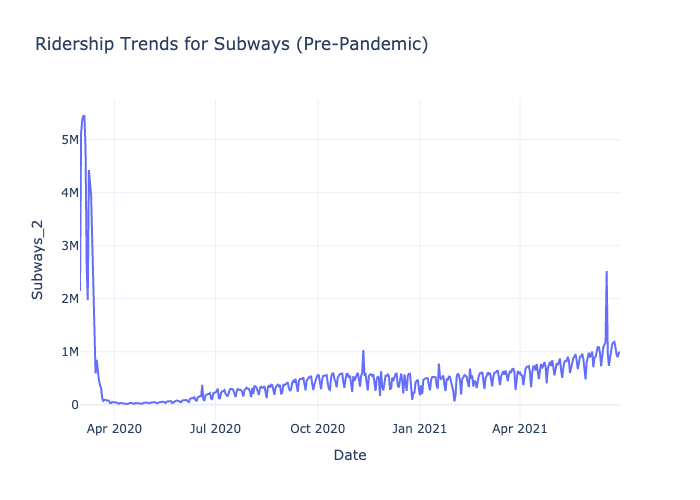 Ridership Trends for Subways (Pre-Pandemic)
5M
4M
3M
2M
1M
0
Subways_2
Apr 2020
Jul 2020
Oct 2020
Jan 2021
Apr 2021
Date